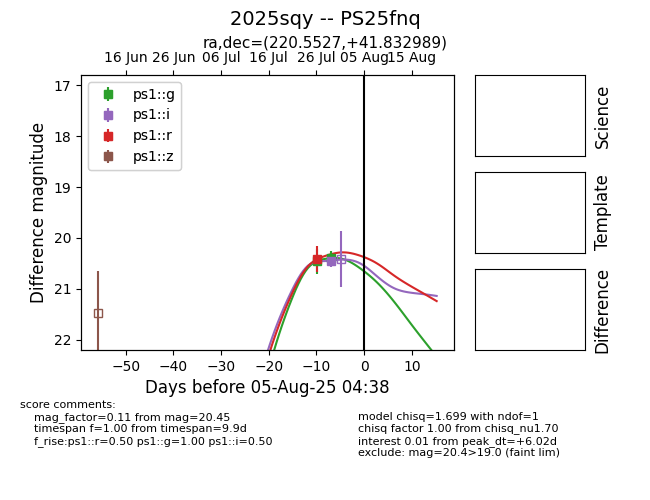 2025sqy -- PS25fnq
ra,dec=(220.5527,+41.832989)
16 Jun 26 Jun 06 Jul 16 Jul 26 Jul 05 Aug 15 Aug
17
18
19
20
21
22
Difference magnitude
ps1::g
ps1::i
ps1::r
ps1::z
−50 −40 −30 −20 −10 0 10
Days before 05-Aug-25 04:38
Science
Template
Difference
score comments:
mag_factor=0.11 from mag=20.45
timespan f=1.00 from timespan=9.9d
f_rise:ps1::r=0.50 ps1::g=1.00 ps1::i=0.50
model chisq=1.699 with ndof=1
chisq factor 1.00 from chisq_nu1.70
interest 0.01 from peak_dt=+6.02d
exclude: mag=20.4>19.0 (faint lim)